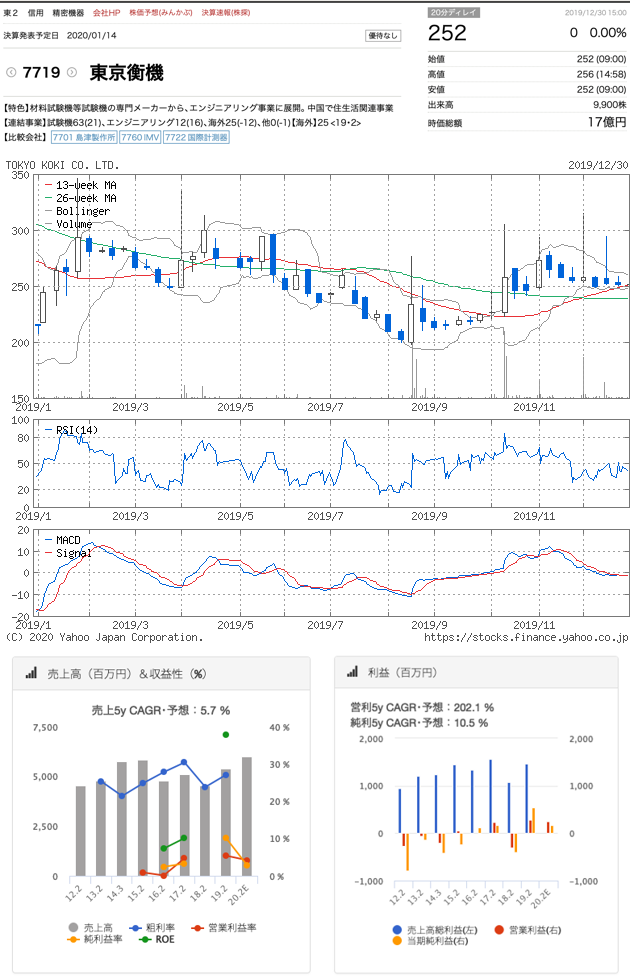 東２ 信用 精密機器 会社HP 株価予想(みんかぶ) 決算速報(株探)
決算発表予定日 2020/01/14 優待なし
7719 東京衡機
【特色】材料試験機等試験機の専門メーカーから、エンジニアリング事業に展開。中国で住生活関連事業
【連結事業】試験機63(21)、エンジニアリング12(16)、海外25(-12)、他0(-1)【海外】25 <19・2>
【比較会社】 7701 島津製作所 7760 IMV 7722 国際計測器
20分ディレイ 2019/12/30 15:00
252 0 0.00%
始値 252 (09:00)
高値 256 (14:58)
安値 252 (09:00)
出来高 9,900株
時価総額 17億円
TOKYO KOKI CO. LTD. 2019/12/30
13-week MA
26-week MA
Bollinger
Volume
350
300
250
200
150
2019/1 2019/3 2019/5 2019/7 2019/9 2019/11
RSI(14)
100
80
50
20
0
2019/1 2019/3 2019/5 2019/7 2019/9 2019/11
MACD
Signal
20
10
0
-10
-20
2019/1 2019/3 2019/5 2019/7 2019/9 2019/11
(C) 2020 Yahoo Japan Corporation. https://stocks.finance.yahoo.co.jp
売上高（百万円）＆収益性（%）
売上5y CAGR・予想：5.7 %
7,500
5,000
2,500
0
40 %
30 %
20 %
10 %
0 %
12.2 13.2 14.3 15.2 16.2 17.2 18.2 19.2 20.2E
売上高 粗利率 営業利益率
純利益率 ROE
利益（百万円）
営利5y CAGR・予想：202.1 %
純利5y CAGR・予想：10.5 %
2,000
1,000
0
-1,000
2,000
1,000
0
-1,000
12.2 13.2 14.3 15.2 16.2 17.2 18.2 19.2 20.2E
売上高総利益(左) 営業利益(右)
当期純利益(右)